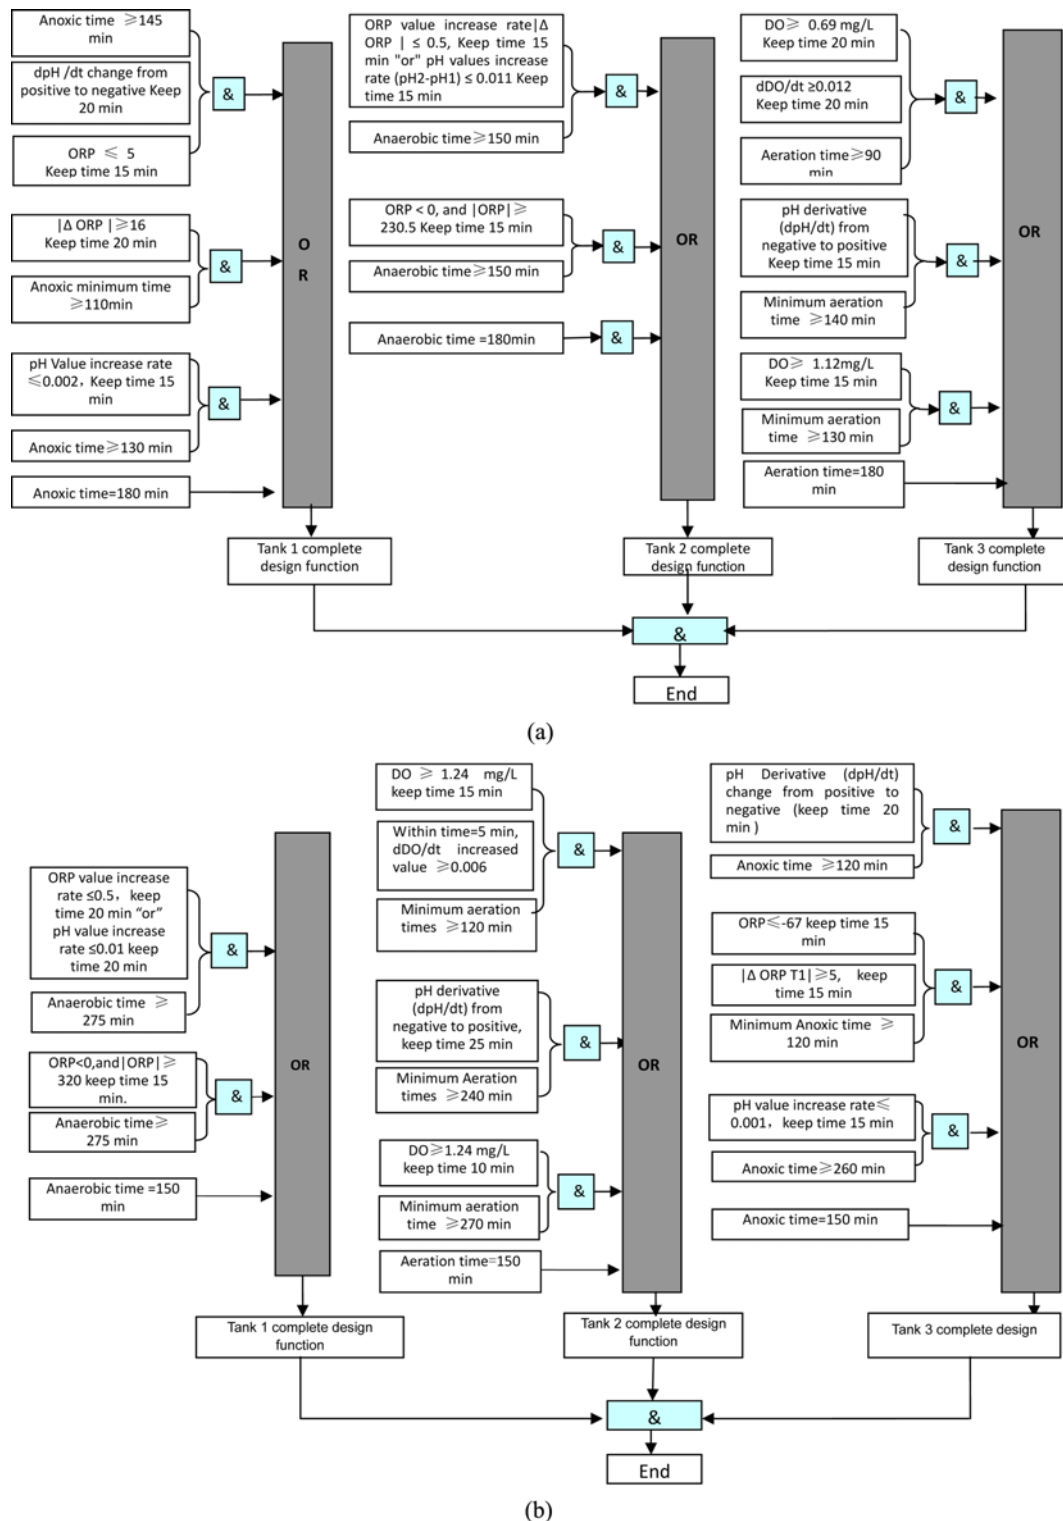 Anoxic time ≥145
min
dpH /dt change from
positive to negative Keep
20 min
ORP ≤ 5
Keep time 15 min
&
|Δ ORP | ≥16
Keep time 20 min
Anoxic minimum time
≥110min
&
pH Value increase rate
≤0.002, Keep time 15
min
Anoxic time≥130 min
&
Anoxic time=180 min
O
R
Tank 1 complete
design function
ORP value increase rate|Δ
ORP | ≤ 0.5, Keep time 15
min "or" pH values increase
rate (pH2-pH1) ≤ 0.011 Keep
time 15 min
Anaerobic time≥150 min
&
ORP < 0, and |ORP|≥
230.5 Keep time 15 min
Anaerobic time≥150 min
&
Anaerobic time =180min
&
OR
Tank 2 complete
design function
DO≥ 0.69 mg/L
Keep time 20 min
dDO/dt ≥0.012
Keep time 20 min
Aeration time≥90
min
&
pH derivative
(dpH/dt) from
negative to positive
Keep time 15 min
Minimum aeration
time ≥140 min
&
DO≥ 1.12mg/L
Keep time 15 min
Minimum aeration
time ≥130 min
&
Aeration time=180
min
OR
Tank 3 complete
design function
&
End
(a)
ORP value increase
rate ≤0.5, keep
time 20 min “or”
pH value increase
rate ≤0.01 keep
time 20 min
Anaerobic time ≥
275 min
&
ORP<0,and|ORP|≥
320 keep time 15
min.
Anaerobic time≥
275 min
&
Anaerobic time =150
min
OR
Tank 1 complete design
function
DO ≥ 1.24 mg/L
keep time 15 min
Within time=5 min,
dDO/dt increased
value ≥0.006
Minimum aeration
times ≥120 min
&
pH derivative
(dpH/dt) from
negative to positive,
keep time 25 min
Minimum Aeration
times ≥240 min
&
DO≥1.24 mg/L
keep time 10 min
Minimum aeration
time ≥270 min
&
Aeration time=150
min
OR
Tank 2 complete design
function
pH Derivative (dpH/dt)
change from positive to
negative (keep time 20
min )
Anoxic time ≥120 min
&
ORP≤-67 keep time 15
min
|Δ ORP T1| ≥5, keep
time 15 min
Minimum Anoxic time ≥
120 min
&
pH value increase rate≤
0.001, keep time 15 min
Anoxic time≥260 min
&
Anoxic time=150 min
OR
Tank 3 complete design
&
End
(b)